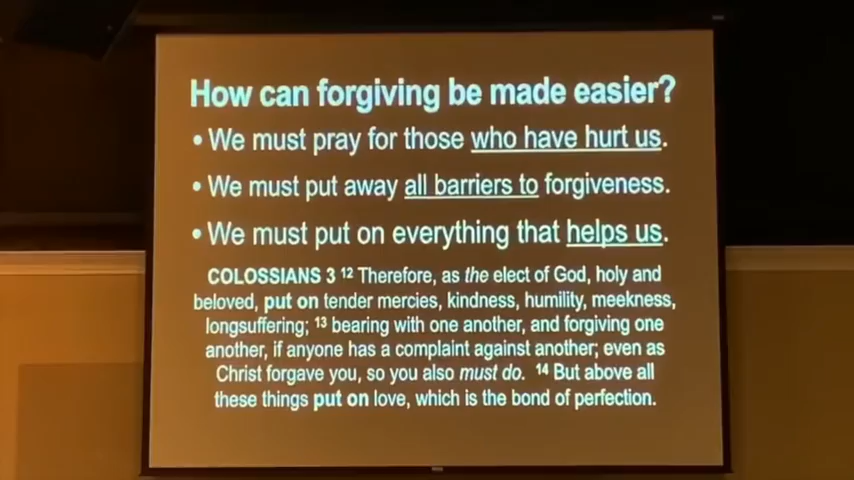 How can forgiving be made easier?
• We must pray for those who have hurt us.
• We must put away all barriers to forgiveness.
• We must put on everything that helps us.
COLOSSIANS 3 12 Therefore, as the elect of God, holy and
beloved, put on tender mercies, kindness, humility, meekness,
longsuffering; 13 bearing with one another, and forgiving one
another, if anyone has a complaint against another; even as
Christ forgave you, so you also must do. 14 But above all
these things put on love, which is the bond of perfection.